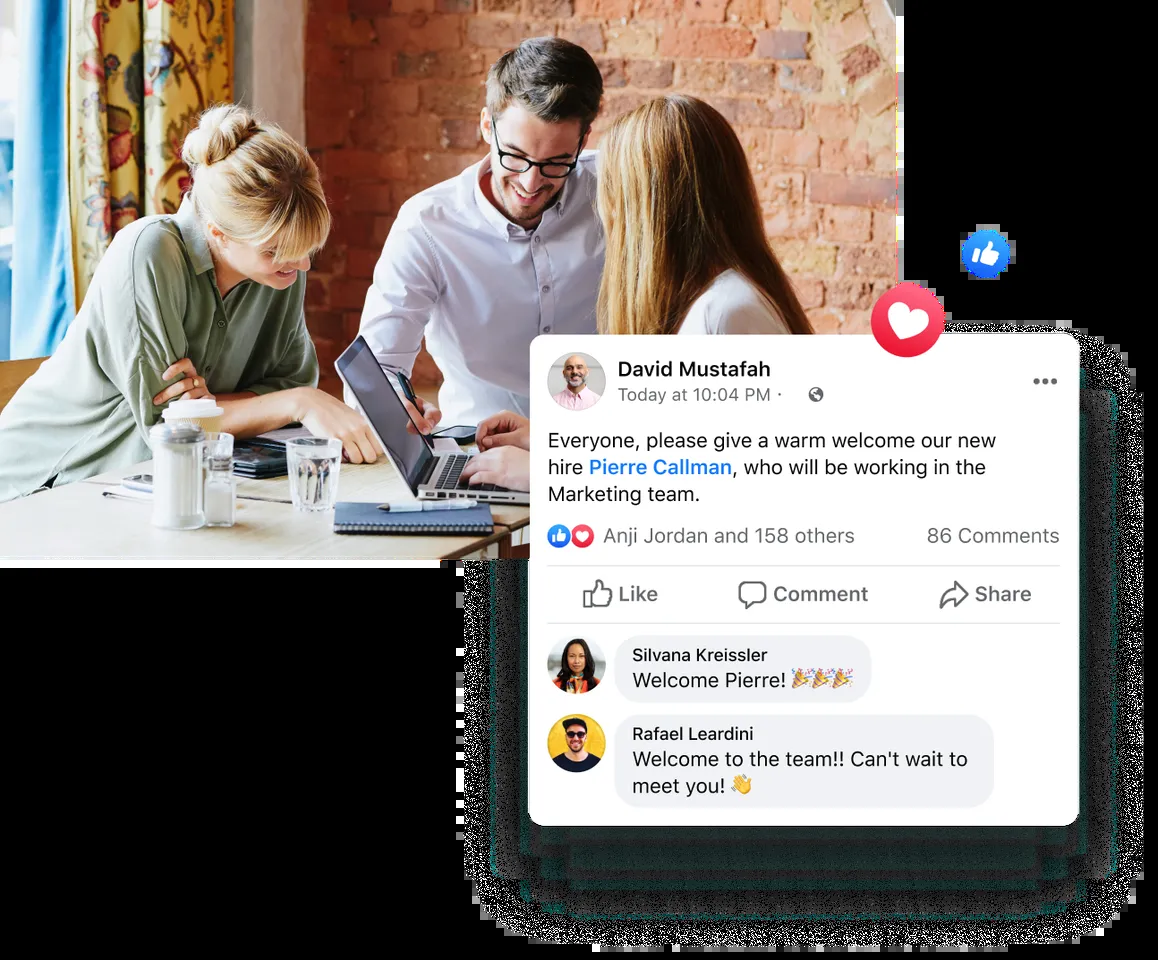 David Mustafah
Today at 10:04 PM ·
Everyone, please give a warm welcome our new
hire Pierre Callman, who will be working in the
Marketing team.
Anji Jordan and 158 others
86 Comments
Like
Comment
Share
Silvana Kreissler
Welcome Pierre! 🎉🎉🎉
Rafael Leardini
Welcome to the team!! Can't wait to
meet you! 👋